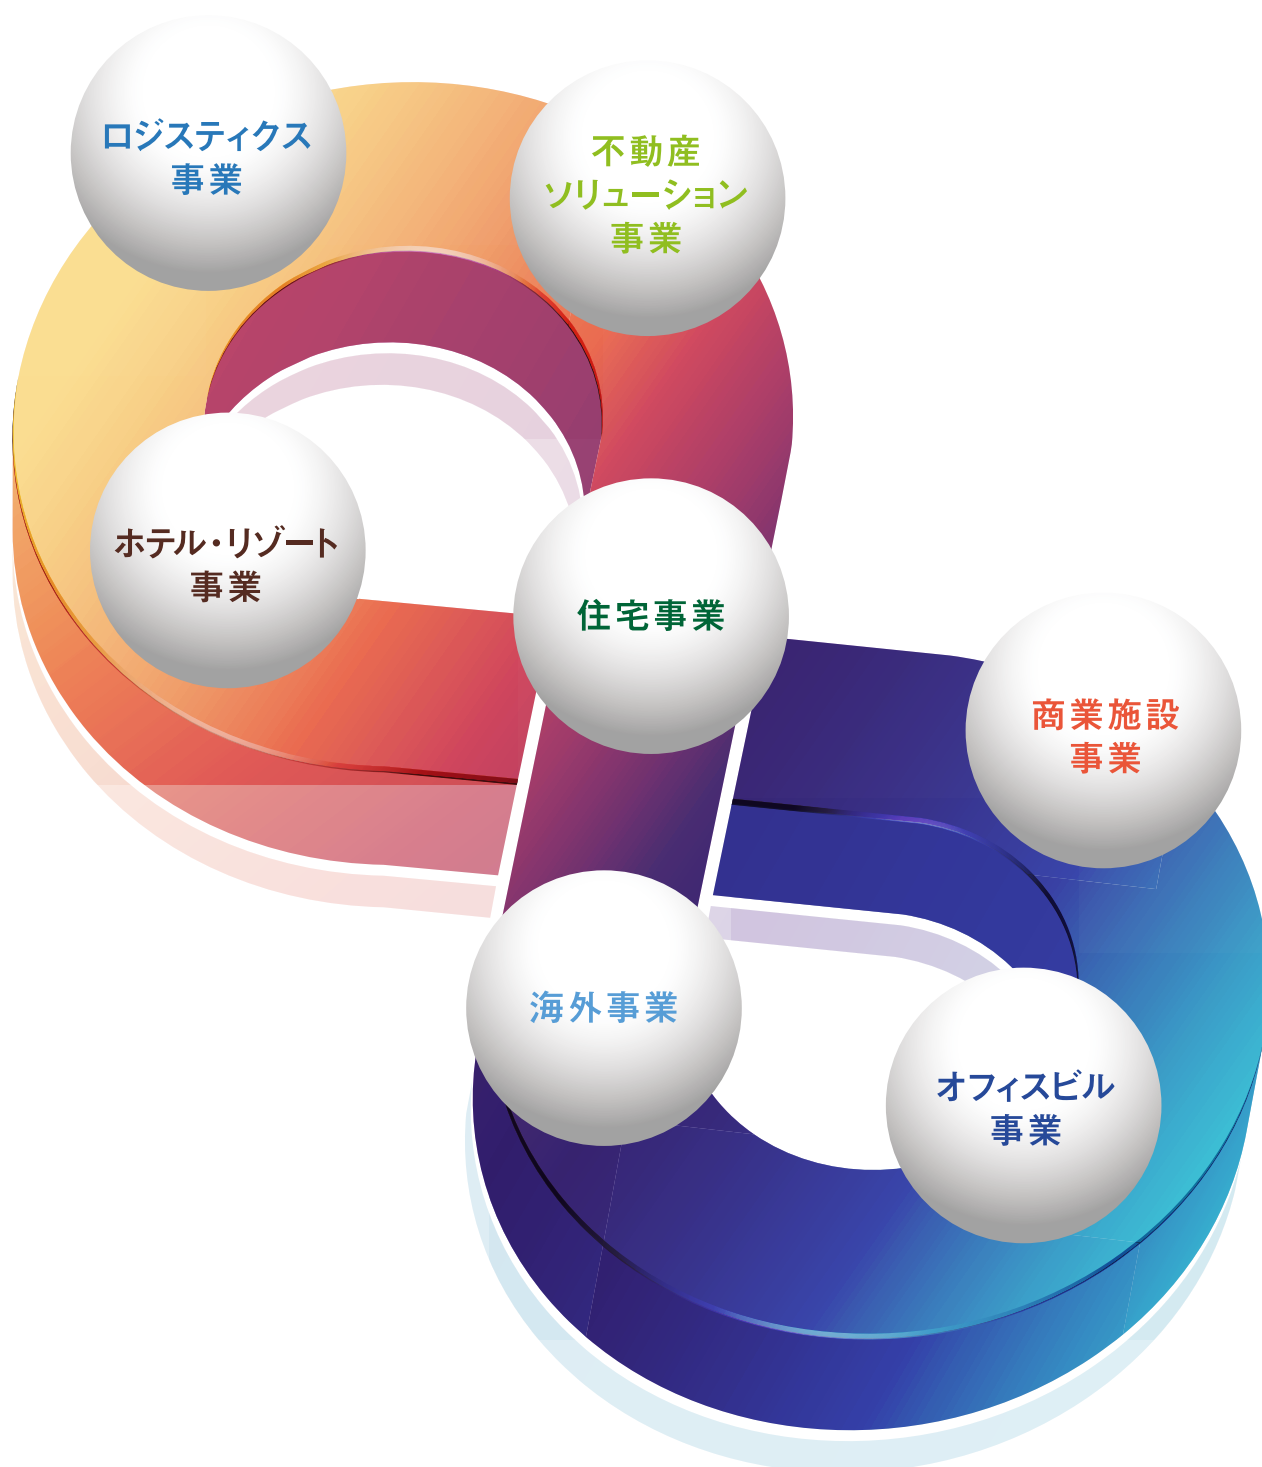 ロジスティクス
事業
不動産
ソリューション
事業
ホテル・リゾート
事業
住宅事業
商業施設
事業
海外事業
オフィスビル
事業